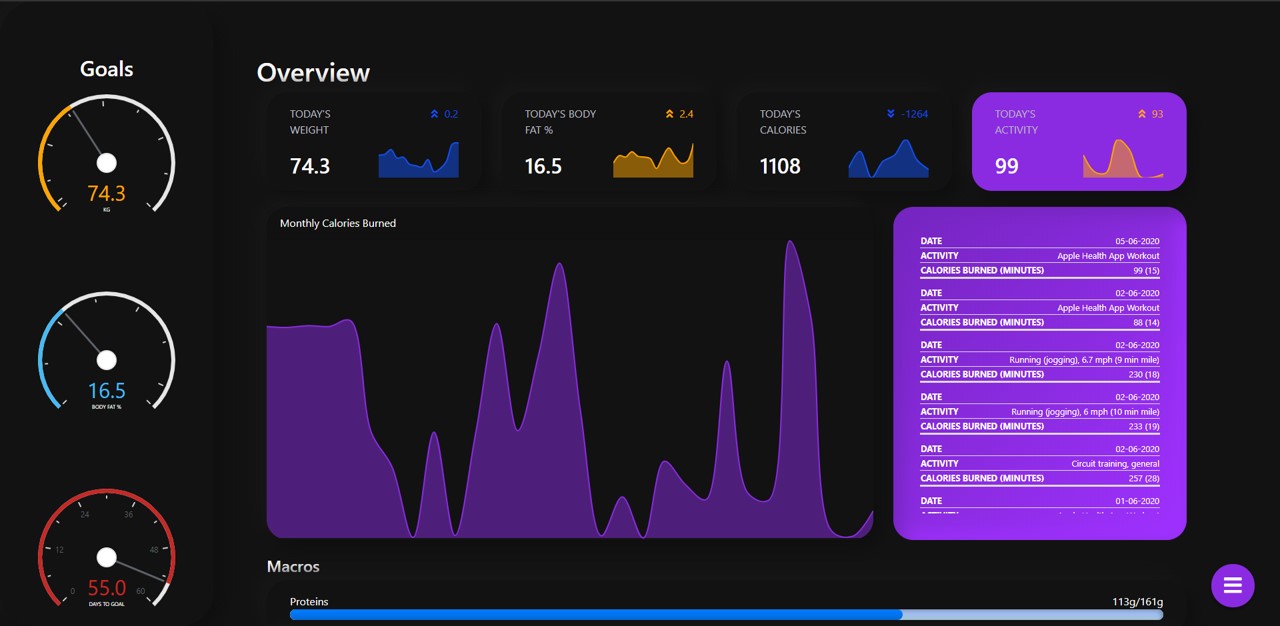 Goals
74.3
KG
16.5
BODY FAT %
24
36
12
48
0
60
55.0
DAYS TO GOAL
Overview
TODAY'S
WEIGHT
0.2
74.3
TODAY'S BODY
FAT %
2.4
16.5
TODAY'S
CALORIES
-1264
1108
TODAY'S
ACTIVITY
93
99
Monthly Calories Burned
DATE 05-06-2020
ACTIVITY Apple Health App Workout
CALORIES BURNED (MINUTES) 99 (15)
DATE 02-06-2020
ACTIVITY Apple Health App Workout
CALORIES BURNED (MINUTES) 88 (14)
DATE 02-06-2020
ACTIVITY Running (jogging), 6.7 mph (9 min mile)
CALORIES BURNED (MINUTES) 230 (18)
DATE 02-06-2020
ACTIVITY Running (jogging), 6 mph (10 min mile)
CALORIES BURNED (MINUTES) 233 (19)
DATE 02-06-2020
ACTIVITY Circuit training, general
CALORIES BURNED (MINUTES) 257 (28)
DATE 01-06-2020
Macros
Proteins 113g/161g